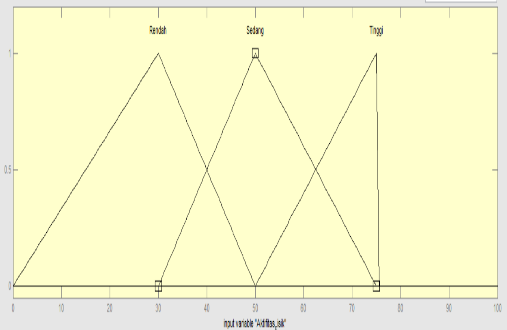 Rendah Sedang Tinggi
1
0.5
0
0 10 20 30 40 50 60 70 80 90 100
input variable "Aktifitas_fisik"